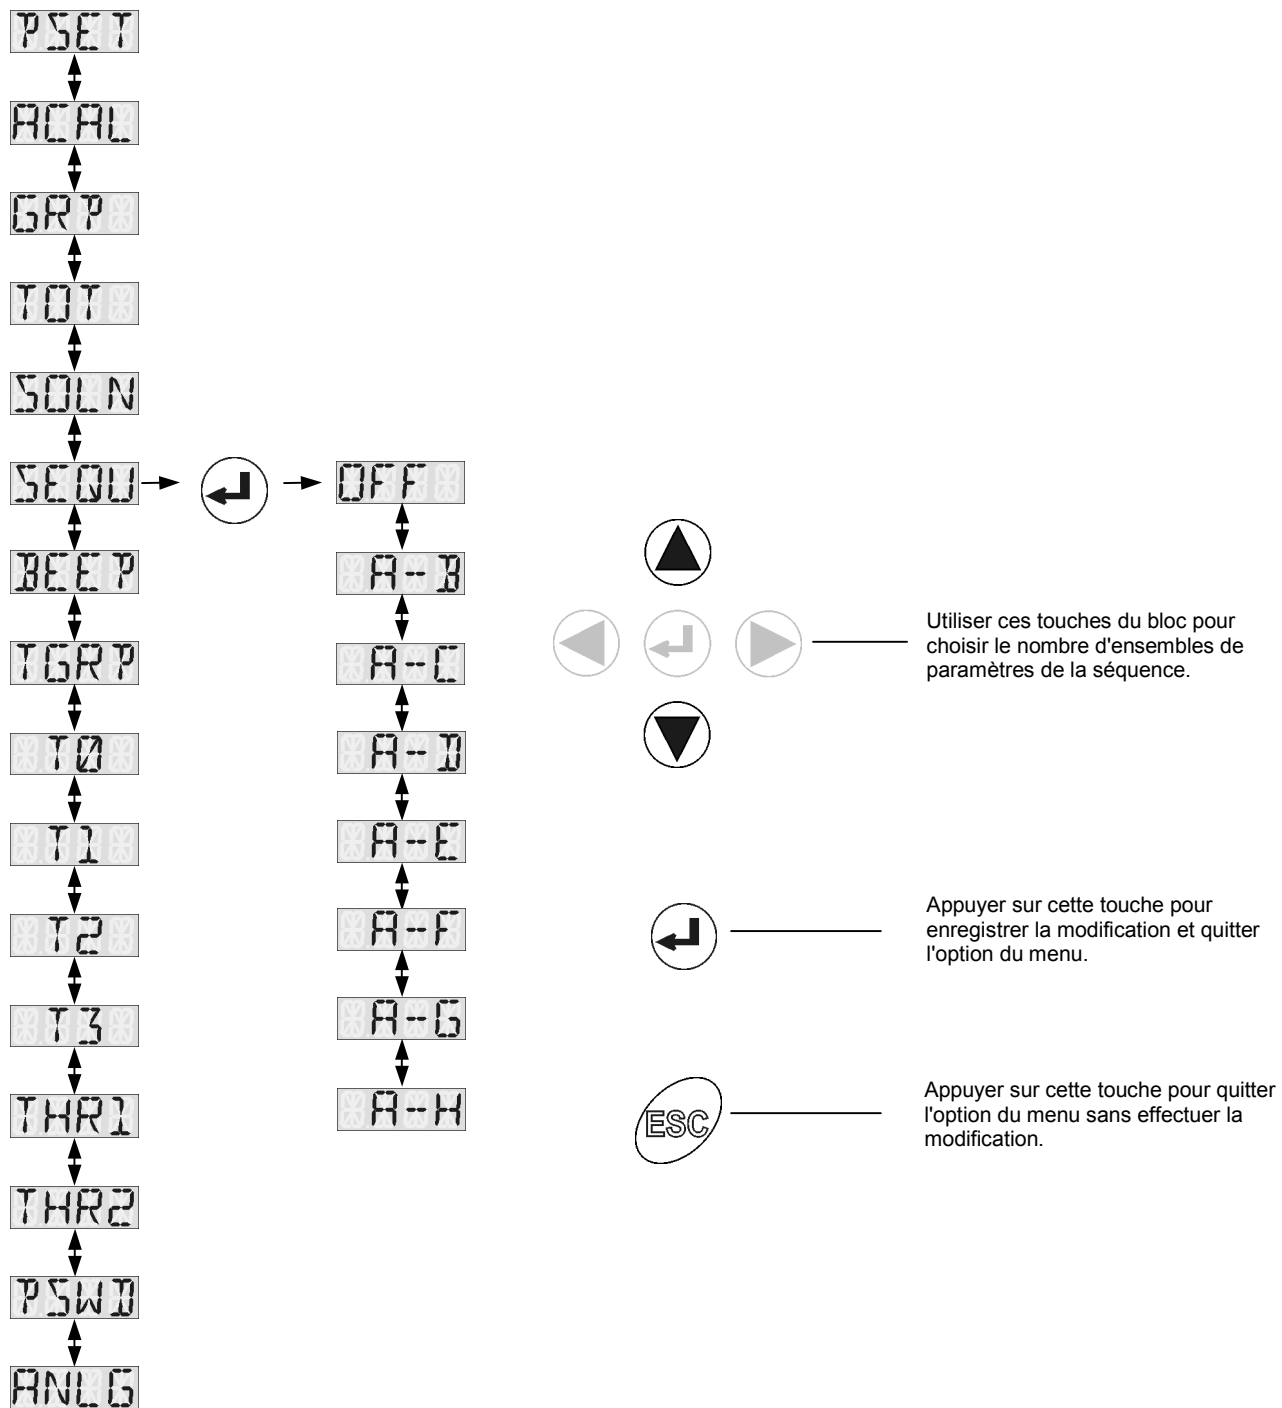 PSET
ACAL
GRP
TOT
SOLN
SEQU
OFF
BEEP
A-B
TGRP
A-C
Utiliser ces touches du bloc pour
choisir le nombre d'ensembles de
paramètres de la séquence.
T0
A-D
T1
A-E
T2
A-F
Appuyer sur cette touche pour
enregistrer la modification et quitter
l'option du menu.
T3
A-G
THR1
A-H
ESC
Appuyer sur cette touche pour quitter
l'option du menu sans effectuer la
modification.
THR2
PSWD
ANLG